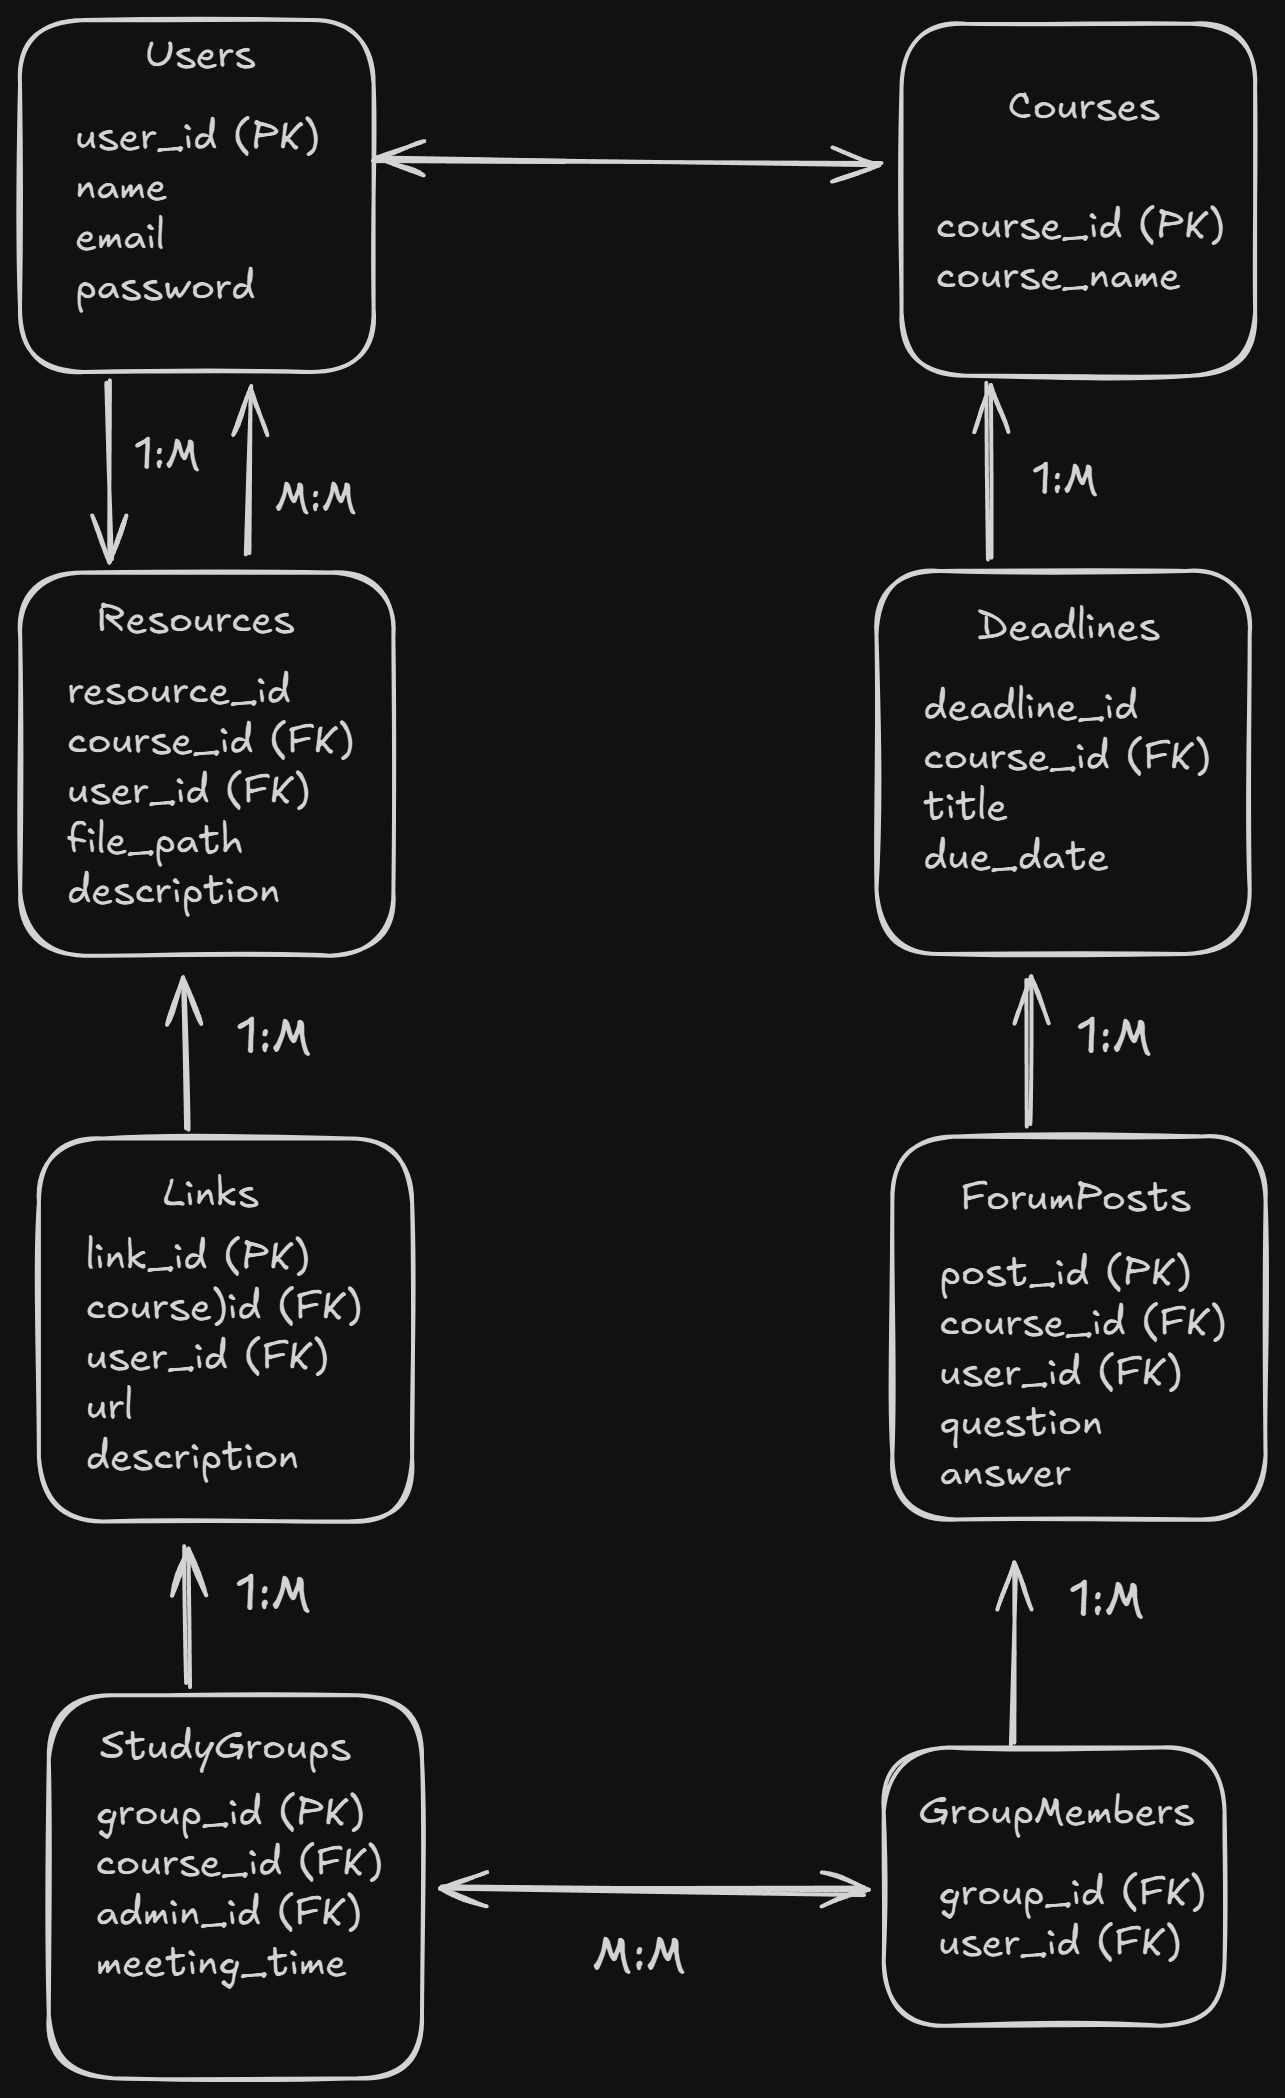 Users
user_id (PK)
name
email
password
Courses
course_id (PK)
course_name
1:M
M:M
1:M
Resources
resource_id
course_id (FK)
user_id (FK)
file_path
description
Deadlines
deadline_id
course_id (FK)
title
due_date
1:M
1:M
Links
link_id (PK)
course)id (FK)
user_id (FK)
url
description
ForumPosts
post_id (PK)
course_id (FK)
user_id (FK)
question
answer
1:M
1:M
StudyGroups
group_id (PK)
course_id (FK)
admin_id (FK)
meeting_time
M:M
GroupMembers
group_id (FK)
user_id (FK)